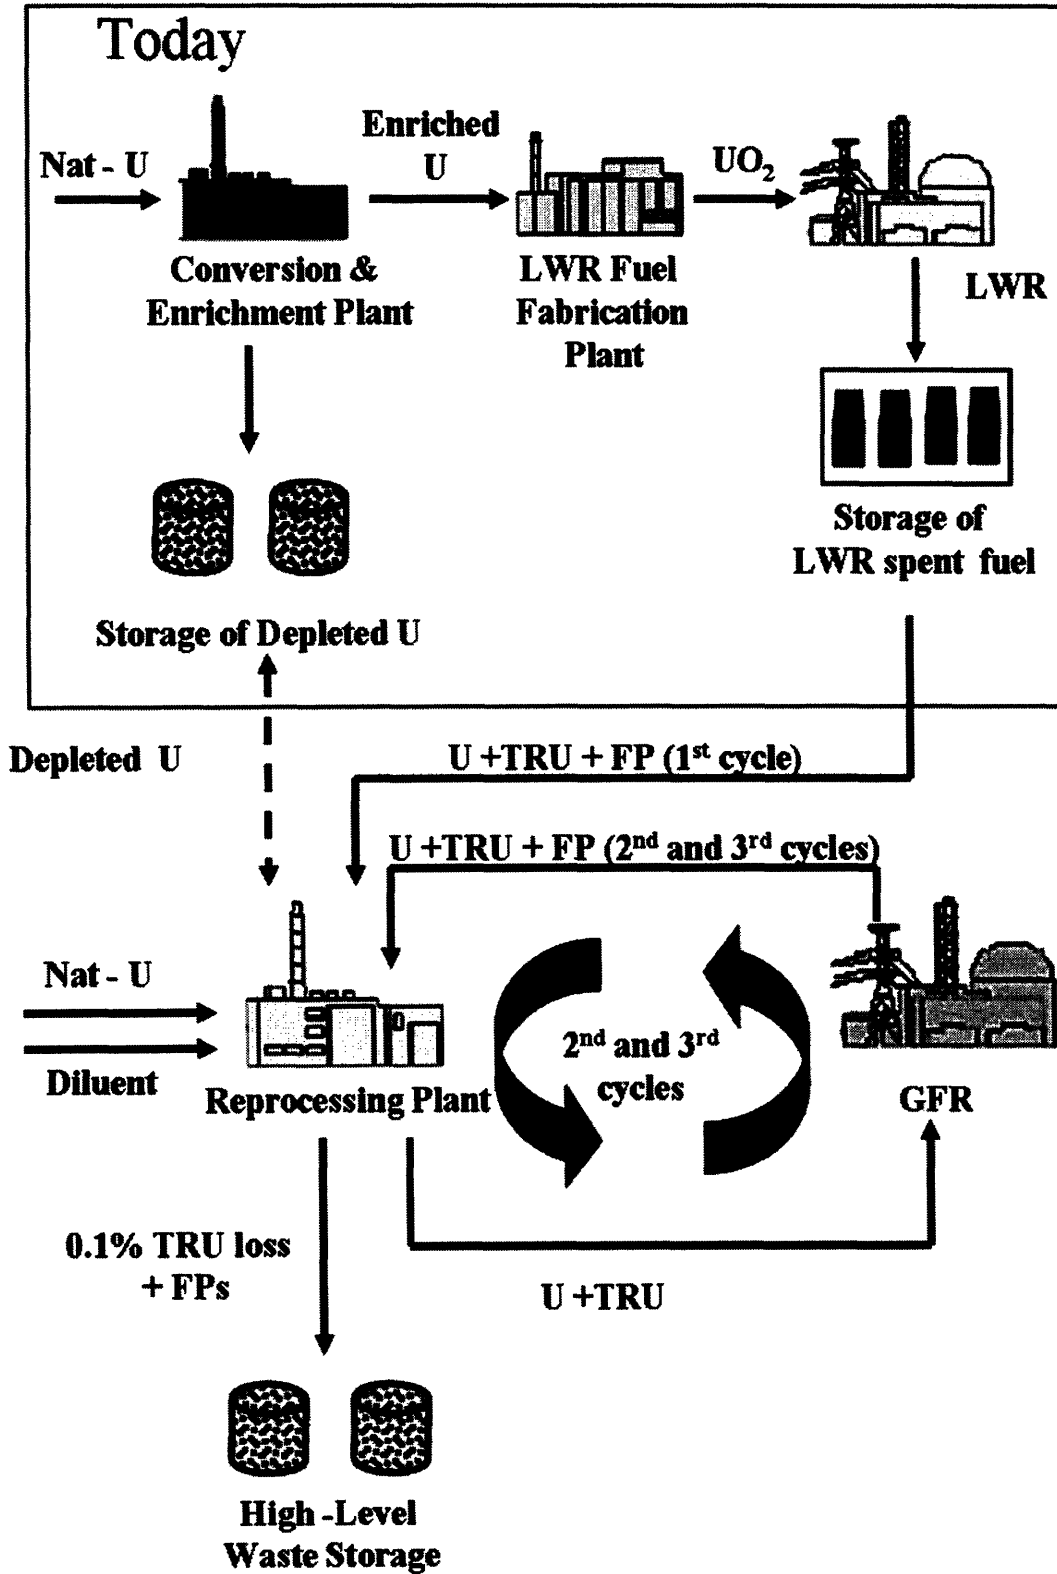 Today
Nat - U
Enriched
U
UO₂
Conversion &
Enrichment Plant
LWR Fuel
Fabrication
Plant
LWR
Storage of
LWR spent fuel
Storage of Depleted U
Depleted U
U +TRU + FP (1st cycle)
U +TRU + FP (2nd and 3rd cycles)
Nat - U
Diluent
Reprocessing Plant
2nd and 3rd
cycles
GFR
0.1% TRU loss
+ FPs
U +TRU
High -Level
Waste Storage